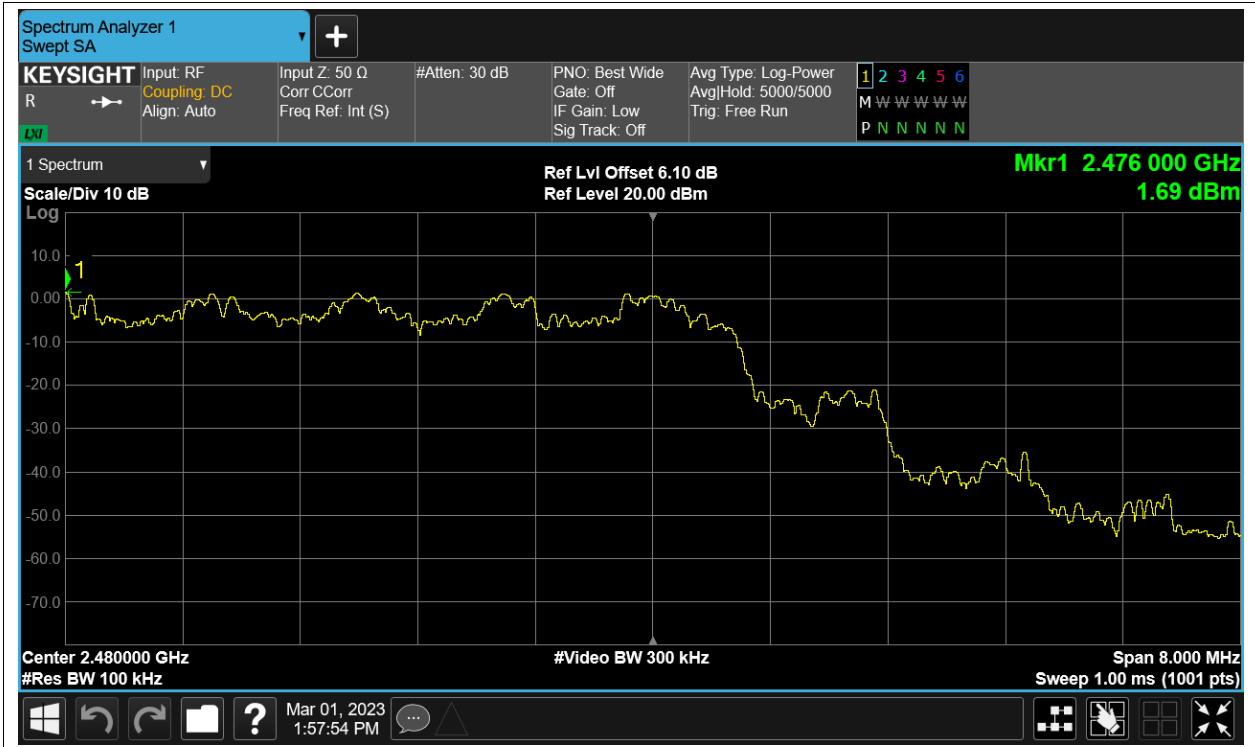 Spectrum Analyzer 1
Swept SA
KEYSIGHT
R
LXI
Input: RF
Coupling: DC
Align: Auto
Input Z: 50 Ω
Corr CCorr
Freq Ref: Int (S)
#Atten: 30 dB
PNO: Best Wide
Gate: Off
IF Gain: Low
Sig Track: Off
Avg Type: Log-Power
Avg|Hold: 5000/5000
Trig: Free Run
1 2 3 4 5 6
M W W W W W W
P N N N N N N
1 Spectrum
Scale/Div 10 dB
Log
Ref Lvl Offset 6.10 dB
Ref Level 20.00 dBm
Mkr1 2.476 000 GHz
1.69 dBm
10.0
1
0.00
-10.0
-20.0
-30.0
-40.0
-50.0
-60.0
-70.0
Center 2.480000 GHz
#Res BW 100 kHz
#Video BW 300 kHz
Span 8.000 MHz
Sweep 1.00 ms (1001 pts)
?
Mar 01, 2023
1:57:54 PM